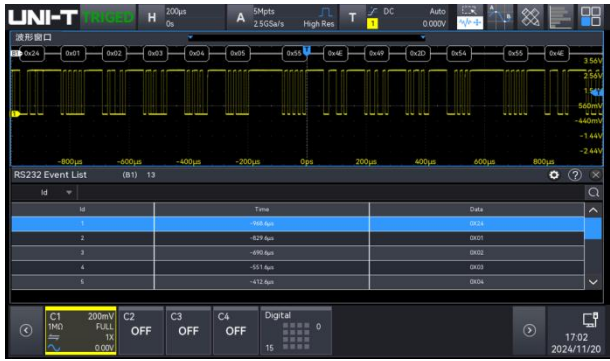 UNI-T TRIGED H 200μs 0s A 5Mpts 2.5GSa/s High Res T DC 1 Auto 0.000V
波形窗口
B1 0x24 0x01 0x02 0x03 0x04 0x05 0x55 0x4E 0x49 0x2D 0x54 0x55 0x4E
3.56V
2.56V
1.56V
560mV
-440mV
-1.44V
-2.44V
-800μs -600μs -400μs -200μs 0ps 200μs 400μs 600μs 800μs
RS232 Event List (B1) 13
Id
Id Time Data
1 -968.6μs 0X24
2 -829.6μs 0X01
3 -690.6μs 0X02
4 -551.6μs 0X03
5 -412.6μs 0X04
C1 200mV C2 C3 C4 Digital
1MΩ FULL OFF OFF OFF 0
1X
0.00V 15
17:02
2024/11/20